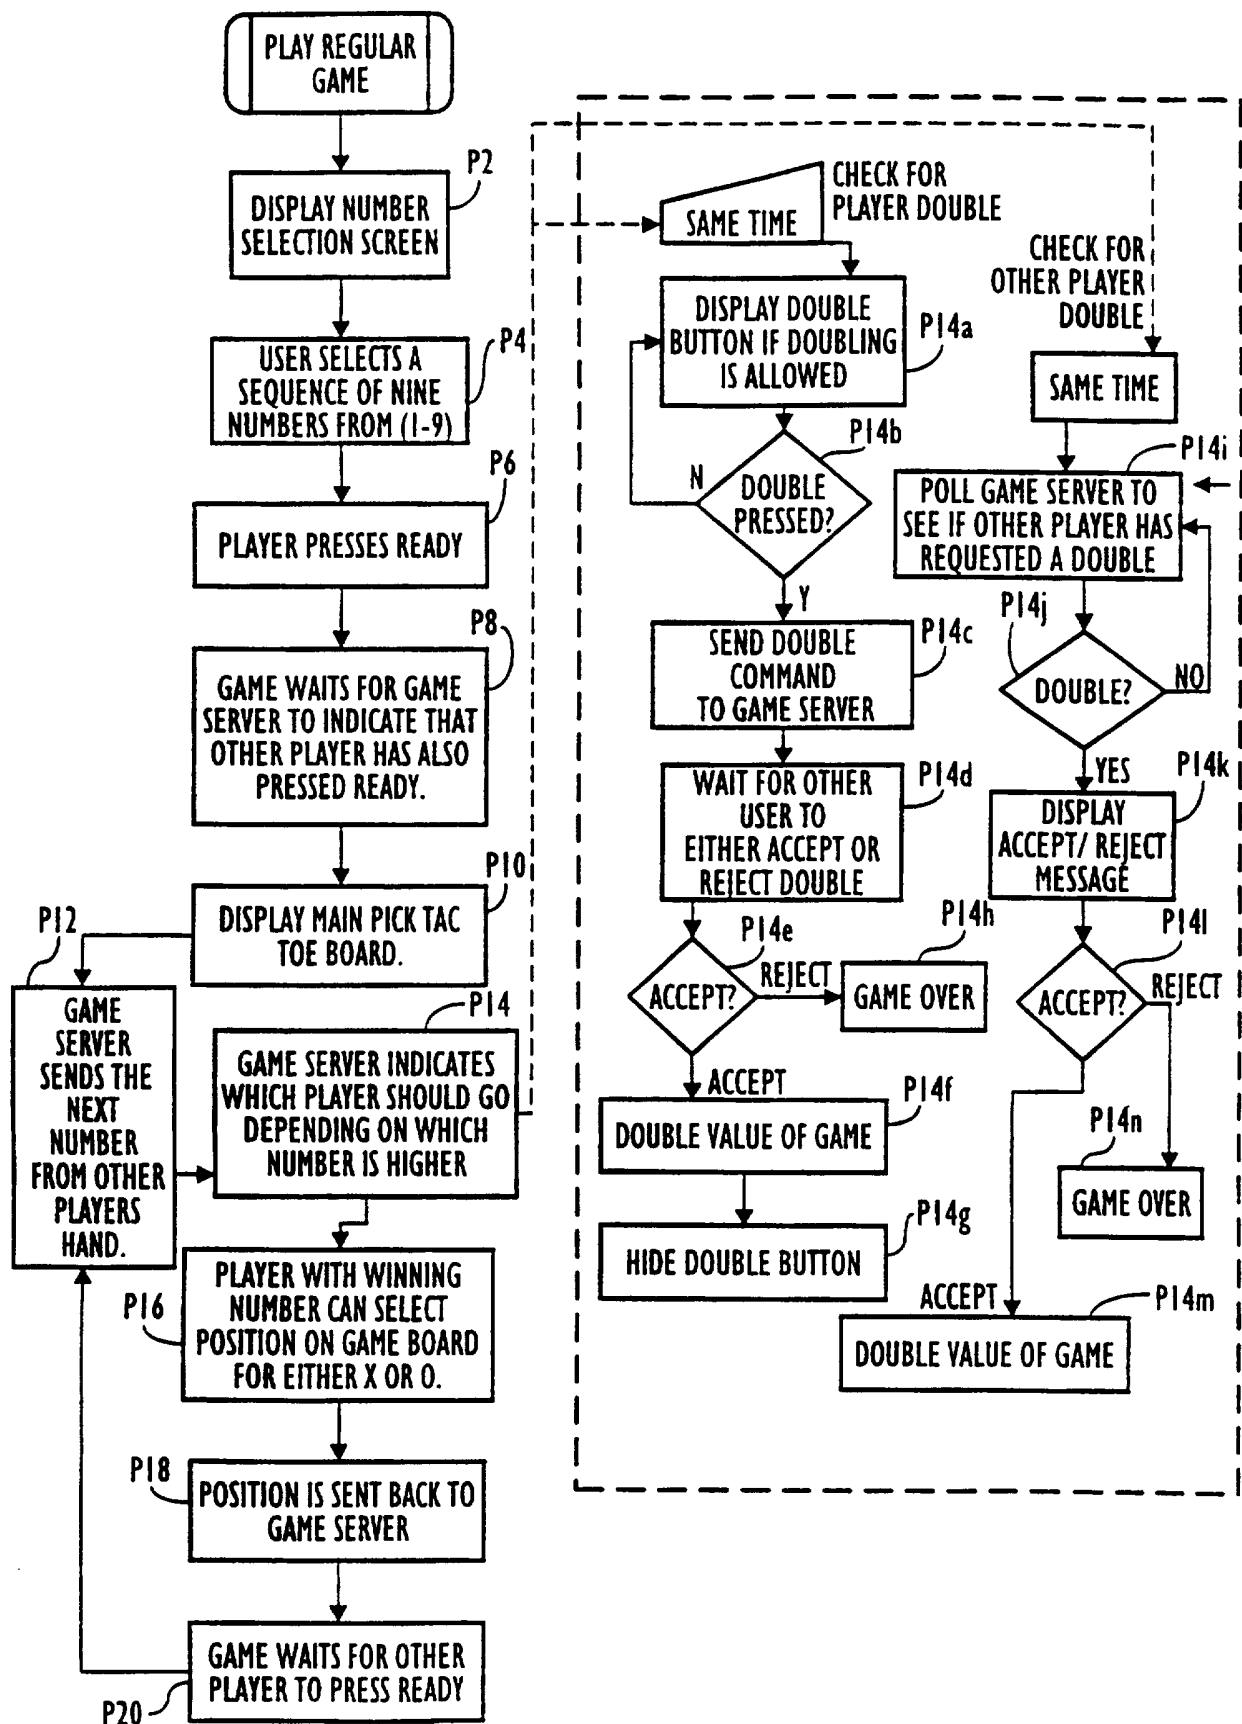 PLAY REGULAR
GAME
P2
DISPLAY NUMBER
SELECTION SCREEN
P4
USER SELECTS A
SEQUENCE OF NINE
NUMBERS FROM (1-9)
P6
PLAYER PRESSES READY
P8
GAME WAITS FOR GAME
SERVER TO INDICATE THAT
OTHER PLAYER HAS ALSO
PRESSED READY.
P10
DISPLAY MAIN PICK TAC
TOE BOARD.
P12
GAME
SERVER
SENDS THE
NEXT
NUMBER
FROM OTHER
PLAYERS
HAND.
P14
GAME SERVER INDICATES
WHICH PLAYER SHOULD GO
DEPENDING ON WHICH
NUMBER IS HIGHER
P16
PLAYER WITH WINNING
NUMBER CAN SELECT
POSITION ON GAME BOARD
FOR EITHER X OR O.
P18
POSITION IS SENT BACK TO
GAME SERVER
GAME WAITS FOR OTHER
PLAYER TO PRESS READY
P20
CHECK FOR
PLAYER DOUBLE
SAME TIME
DISPLAY DOUBLE
BUTTON IF DOUBLING
IS ALLOWED
P14a
P14b
N
DOUBLE
PRESSED?
Y
SEND DOUBLE
COMMAND
TO GAME SERVER
P14c
WAIT FOR OTHER
USER TO
EITHER ACCEPT OR
REJECT DOUBLE
P14d
P14e
ACCEPT?
REJECT
P14h
GAME OVER
ACCEPT
P14f
DOUBLE VALUE OF GAME
P14g
HIDE DOUBLE BUTTON
CHECK FOR
OTHER PLAYER
DOUBLE
SAME TIME
P14i
POLL GAME SERVER TO
SEE IF OTHER PLAYER HAS
REQUESTED A DOUBLE
P14j
DOUBLE?
NO
YES
P14k
DISPLAY
ACCEPT/ REJECT
MESSAGE
P14l
ACCEPT?
REJECT
P14n
GAME OVER
ACCEPT
P14m
DOUBLE VALUE OF GAME